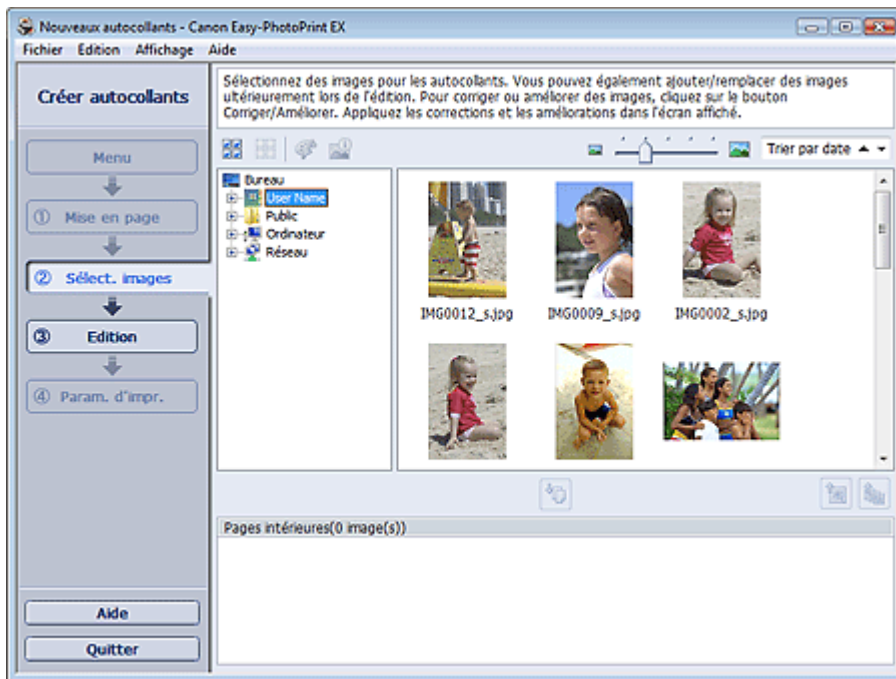 Nouveaux autocollants - Canon Easy-PhotoPrint EX
Fichier Edition Affichage Aide
Créer autocollants
Menu
① Mise en page
② Sélect. images
③ Edition
④ Param. d'impr.
Aide
Quitter
Sélectionnez des images pour les autocollants. Vous pouvez également ajouter/remplacer des images
ultérieurement lors de l'édition. Pour corriger ou améliorer des images, cliquez sur le bouton
Corriger/Améliorer. Appliquez les corrections et les améliorations dans l'écran affiché.
Trier par date
Bureau
User Name
Public
Ordinateur
Réseau
IMG0012_s.jpg IMG0009_s.jpg IMG0002_s.jpg
Pages intérieures(0 image(s))